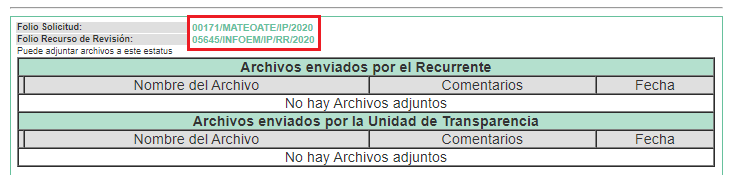 Folio Solicitud: 00171/MATEOATE/IP/2020
Folio Recurso de Revisión: 05645/INFOEM/IP/RR/2020
Puede adjuntar archivos a este estatus
Archivos enviados por el Recurrente
Nombre del Archivo Comentarios Fecha
No hay Archivos adjuntos
Archivos enviados por la Unidad de Transparencia
Nombre del Archivo Comentarios Fecha
No hay Archivos adjuntos